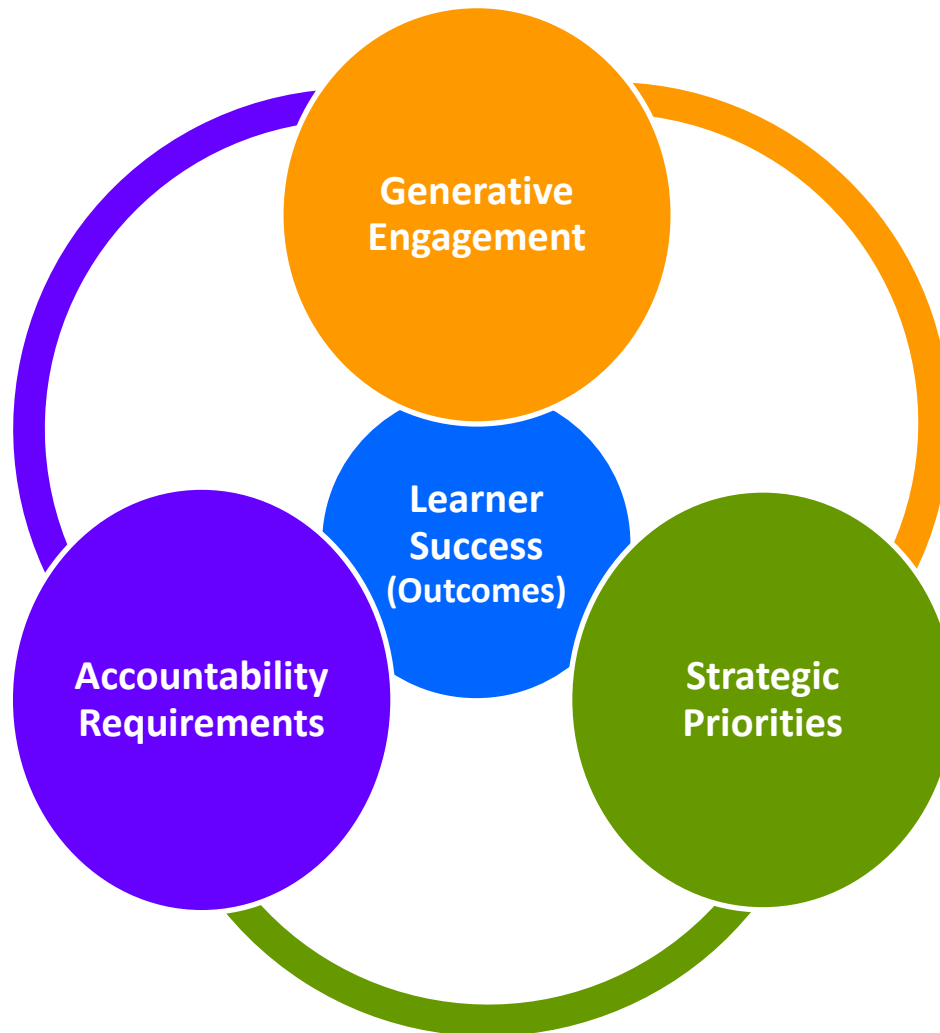 Generative
Engagement
Learner
Success
(Outcomes)
Accountability
Requirements
Strategic
Priorities